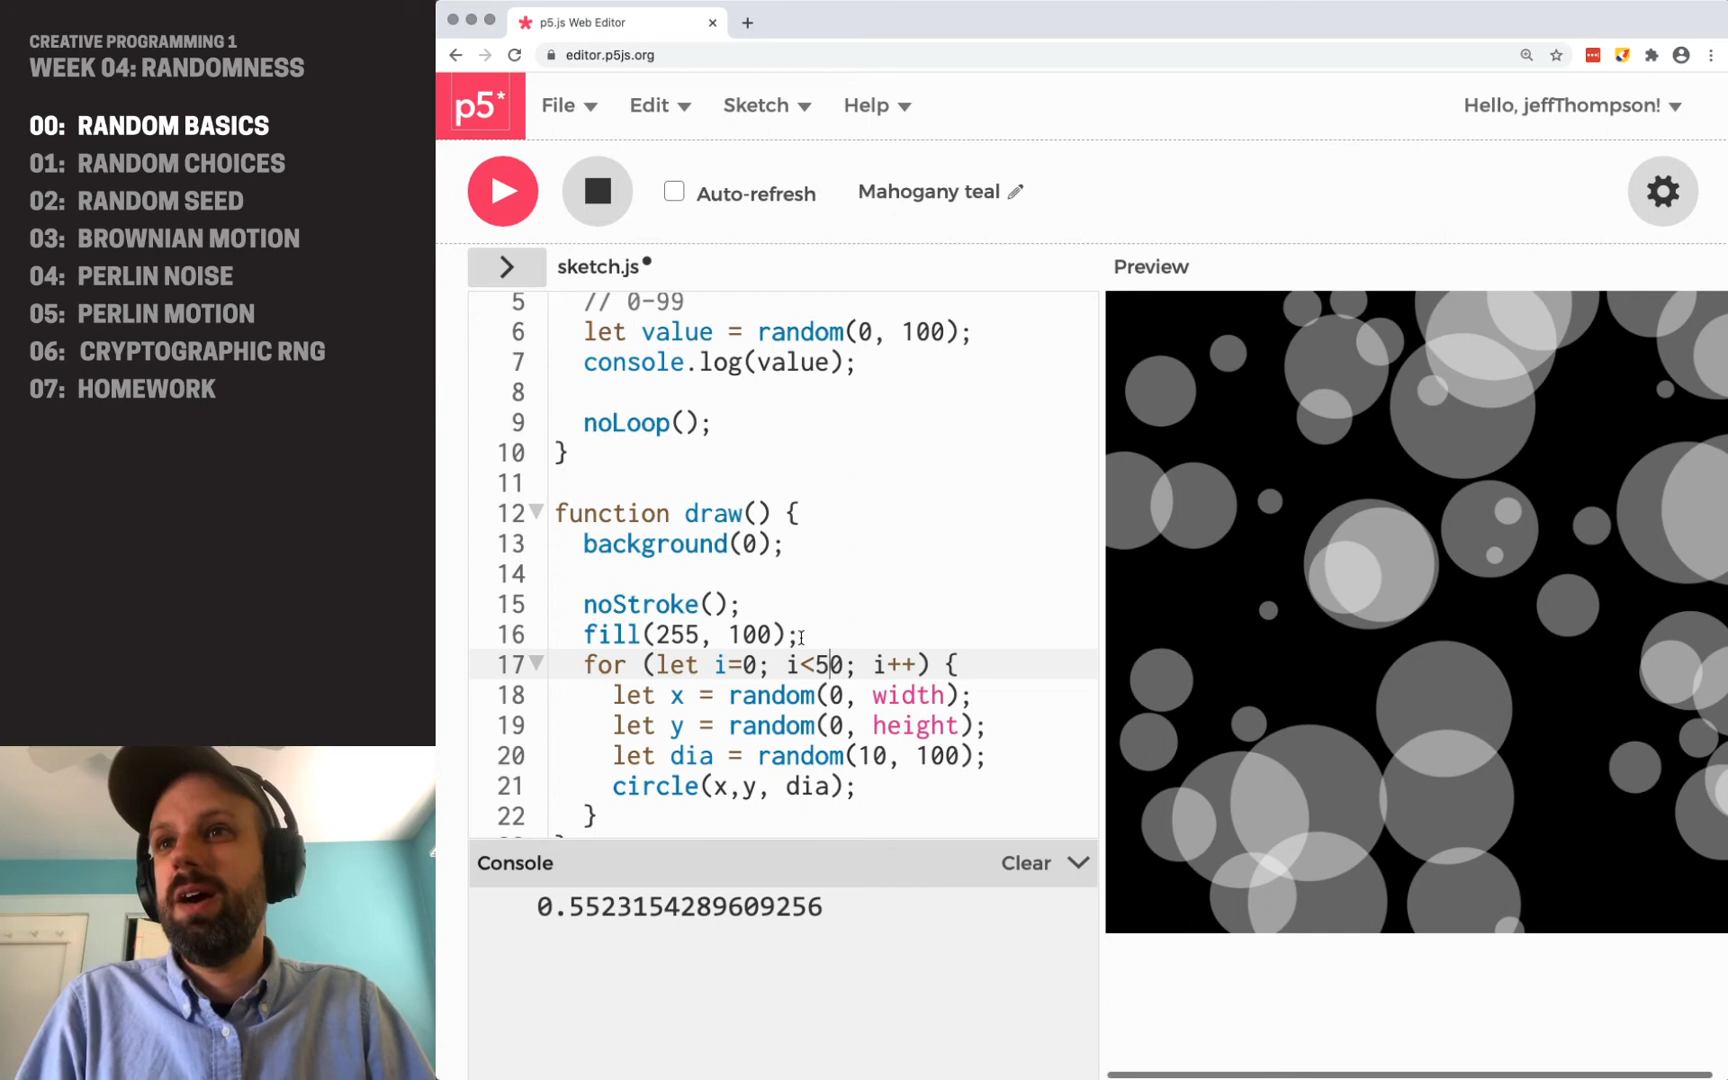 CREATIVE PROGRAMMING 1
WEEK 04: RANDOMNESS
00: RANDOM BASICS
01: RANDOM CHOICES
02: RANDOM SEED
03: BROWNIAN MOTION
04: PERLIN NOISE
05: PERLIN MOTION
06: CRYPTOGRAPHIC RNG
07: HOMEWORK
p5.js Web Editor
editor.p5js.org
p5*
File Edit Sketch Help
Hello, jeffThompson!
Auto-refresh
Mahogany teal
sketch.js
Preview
5 // 0-99
6 let value = random(0, 100);
7 console.log(value);
8
9 noLoop();
10 }
11
12 function draw() {
13 background(0);
14
15 noStroke();
16 fill(255, 100);
17 for (let i=0; i<50; i++) {
18 let x = random(0, width);
19 let y = random(0, height);
20 let dia = random(10, 100);
21 circle(x,y, dia);
22 }
Console
Clear
0.5523154289609256